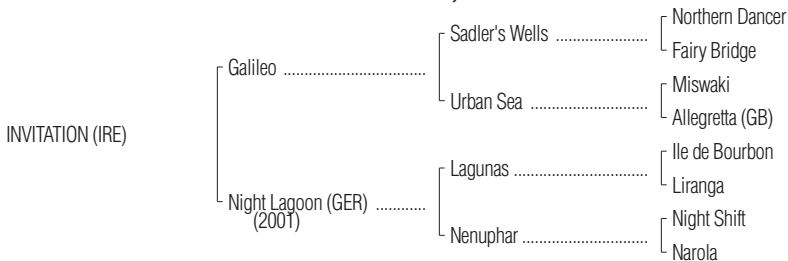 Northern Dancer
Sadler's Wells ........................
Fairy Bridge
Galileo ..................................
Miswaki
Urban Sea ............................
Allegretta (GB)
INVITATION (IRE)
Ile de Bourbon
Lagunas .................................
Liranga
Night Lagoon (GER) ............
(2001)
Night Shift
Nenuphar ..............................
Narola